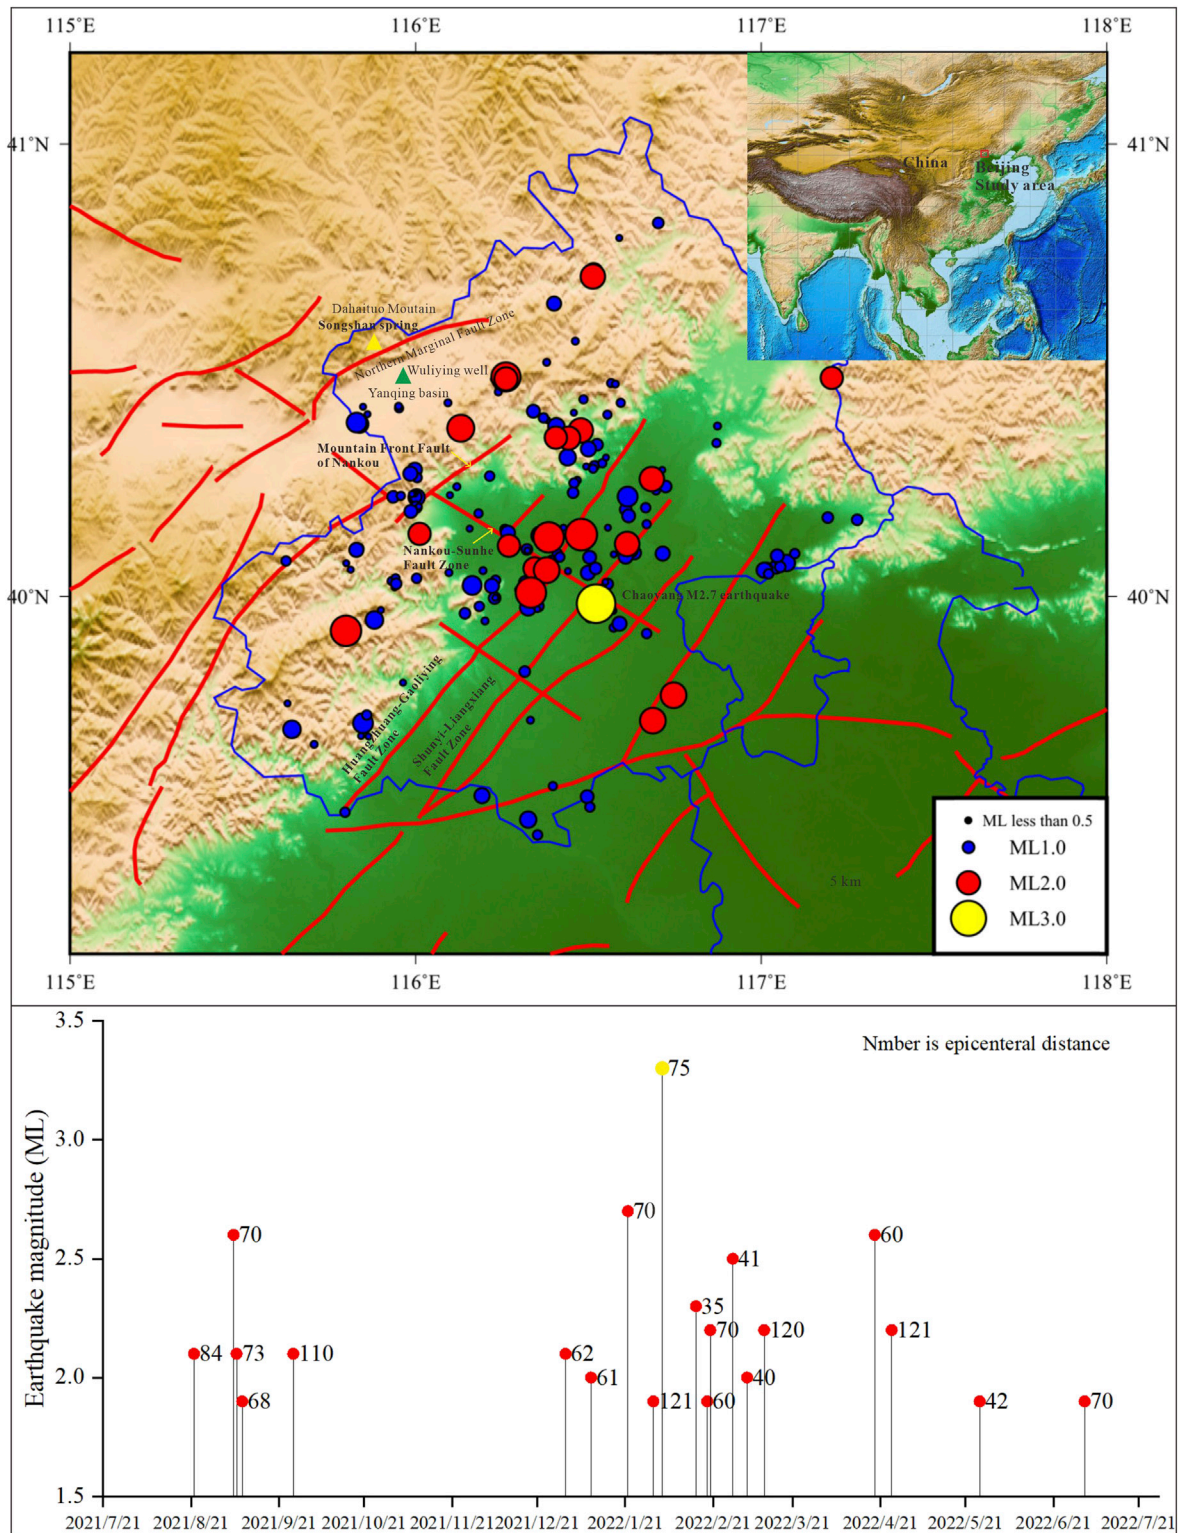 115°E 116°E 117°E 118°E
41°N 41°N
China
Beijing
Study area
Dahaituo Moutain
Songshan spring
Northern Marginal Fault Zone
Wuliying well
Yanqing basin
Mountain Front Fault
of Nankou
Nankou-Sunhe
Fault Zone
40°N 40°N
Chaoyang M2.7 earthquake
Huangzhuang-Gaoliying
Fault Zone
Shunyi-Liangxiang
Fault Zone
ML less than 0.5
ML1.0
5 km
ML2.0
ML3.0
115°E 116°E 117°E 118°E
3.5
Nmber is epicenteral distance
75
3.0
70
70 60
2.5 41
35
70 120 121
84 73 110 62
2.0 61 40
68 121 60 42 70
1.5
Earthquake magnitude (ML)
2021/7/21 2021/8/21 2021/9/21 2021/10/21 2021/11/21 2021/12/21 2022/1/21 2022/2/21 2022/3/21 2022/4/21 2022/5/21 2022/6/21 2022/7/21